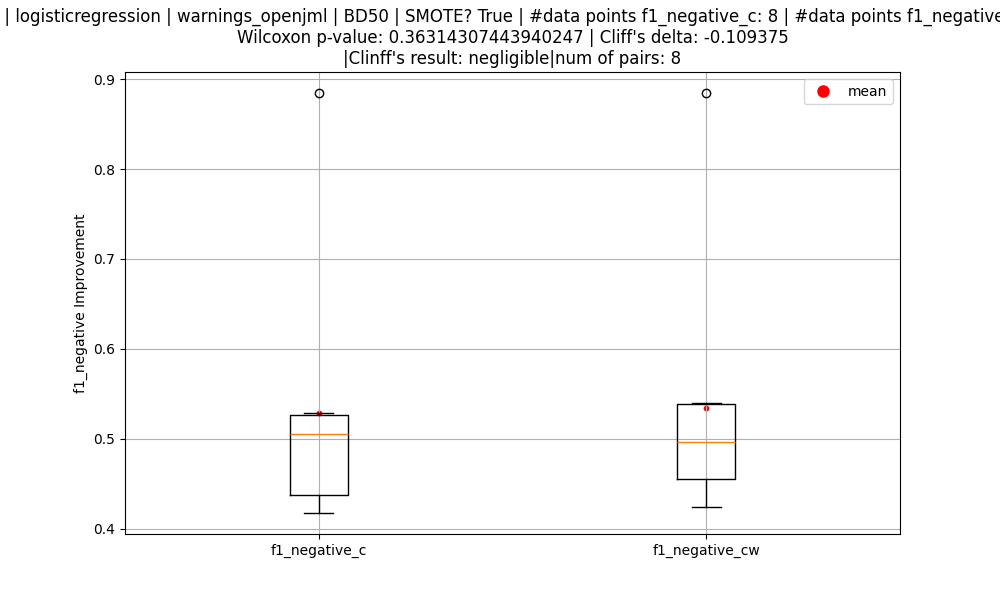 | logisticregression | warnings_openjml | BD50 | SMOTE? True | #data points f1_negative_c: 8 | #data points f1_negative
Wilcoxon p-value: 0.36314307443940247 | Cliff's delta: -0.109375
|Clinff's result: negligible|num of pairs: 8
mean
0.9
0.8
0.7
0.6
0.5
0.4
f1_negative Improvement
f1_negative_c
f1_negative_cw